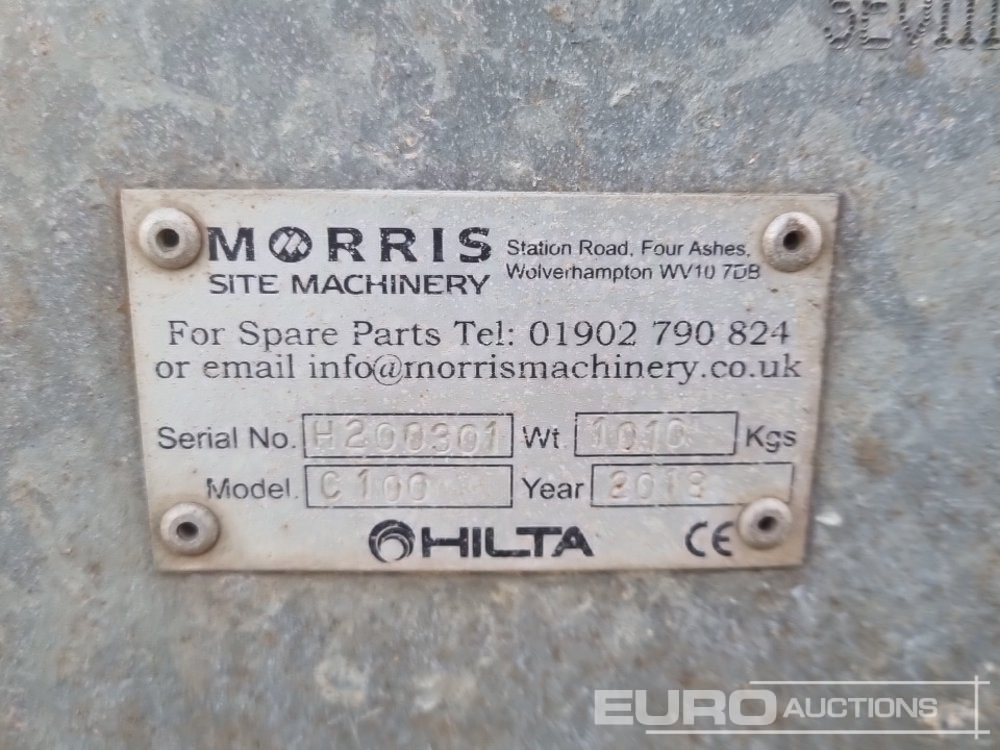 MORRIS
SITE MACHINERY
Station Road, Four Ashes,
Wolverhampton WV10 7DB
For Spare Parts Tel: 01902 790 824
or email info@morrismachinery.co.uk
Serial No. H200301 Wt. 1010 Kgs
Model. C100 Year 2018
HILTA CE
EURO AUCTIONS